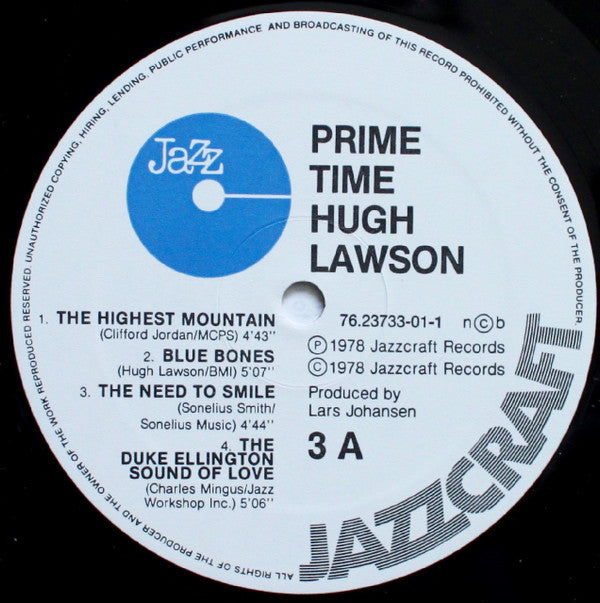 ALL RIGHTS OF THE PRODUCER AND THE OWNER OF THE WORK REPRODUCED RESERVED. UNAUTHORIZED COPYING, HIRING, LENDING, PUBLIC PERFORMANCE AND BROADCASTING OF THIS RECORD PROHIBITED WITHOUT THE CONSENT OF THE PRODUCER.
Jazz
PRIME
TIME
HUGH
LAWSON
1. THE HIGHEST MOUNTAIN
(Clifford Jordan/MCPS) 4'43"
2. BLUE BONES
(Hugh Lawson/BMI) 5'07"
3. THE NEED TO SMILE
(Sonelius Smith/
Sonelius Music) 4'44"
4. THE
DUKE ELLINGTON
SOUND OF LOVE
(Charles Mingus/Jazz
Workshop Inc.) 5'06"
76.23733-01-1 n©b
℗ 1978 Jazzcraft Records
© 1978 Jazzcraft Records
Produced by
Lars Johansen
3 A
JAZZCRAFT